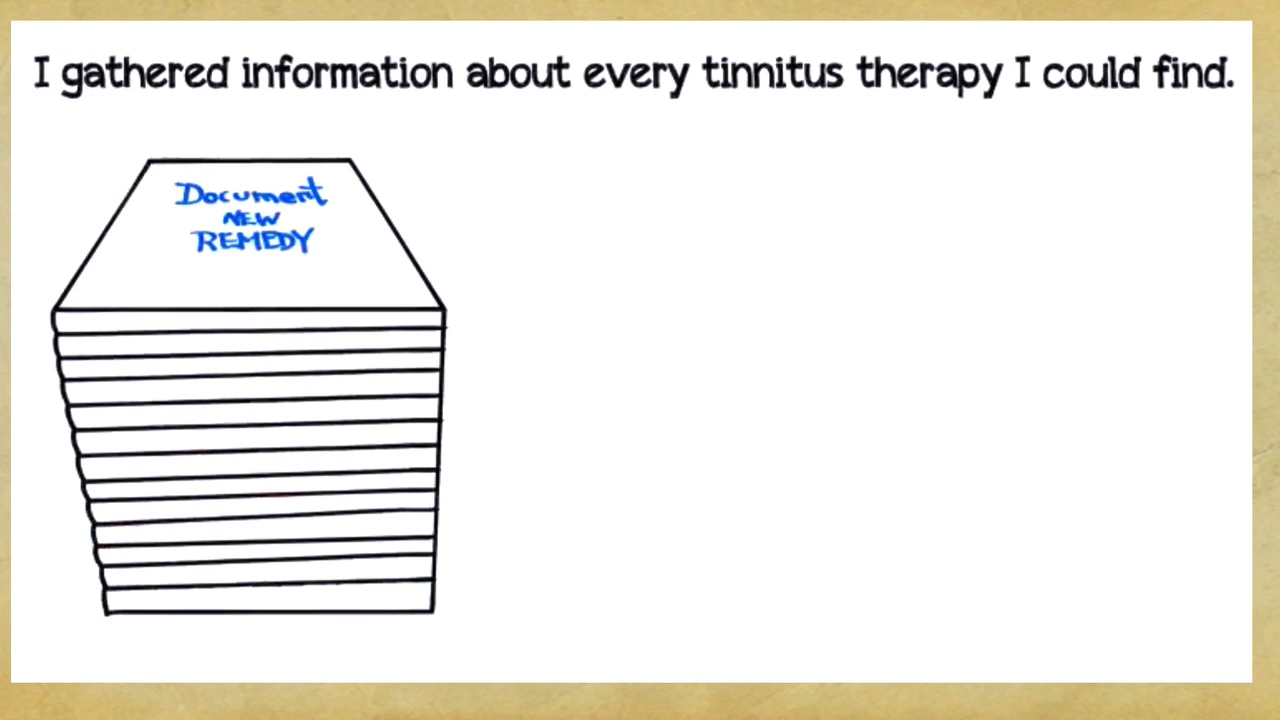 I gathered information about every tinnitus therapy I could find.
Document
NEW
REMEDY